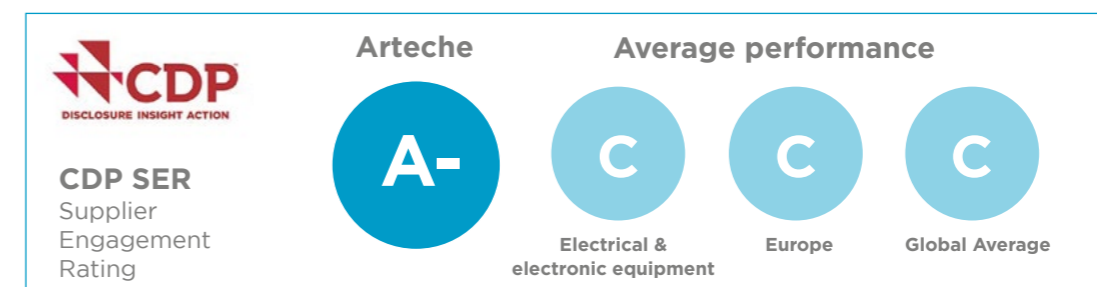 CDP
DISCLOSURE INSIGHT ACTION
CDP SER
Supplier
Engagement
Rating
Arteche
A-
Average performance
C
Electrical &
electronic equipment
C
Europe
C
Global Average